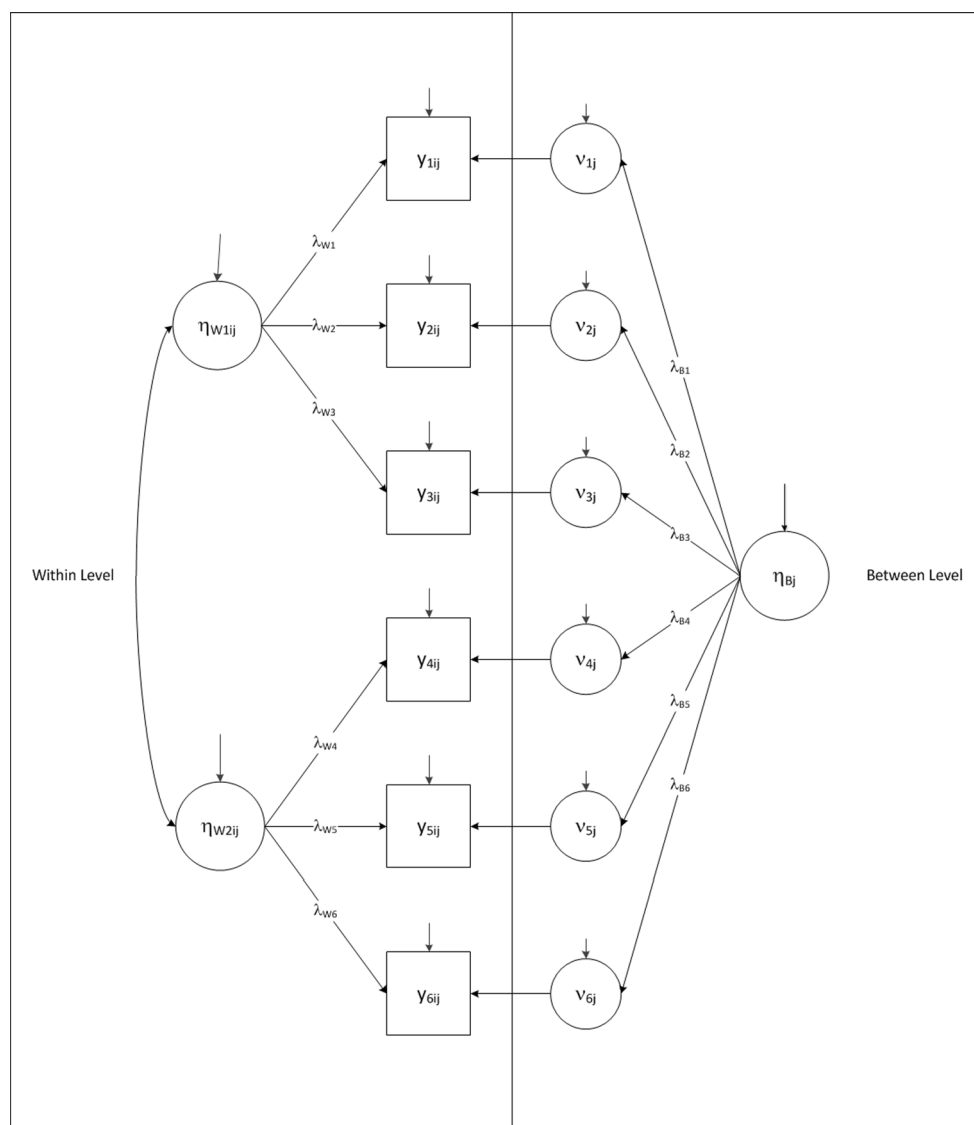 y1ij
ν1j
λW1
ηW1ij
λW2
y2ij
ν2j
λB1
λW3
λB2
y3ij
ν3j
λB3
Within Level
ηBj
Between Level
λB4
y4ij
ν4j
λB5
λW4
λB6
ηW2ij
λW5
y5ij
ν5j
λW6
y6ij
ν6j